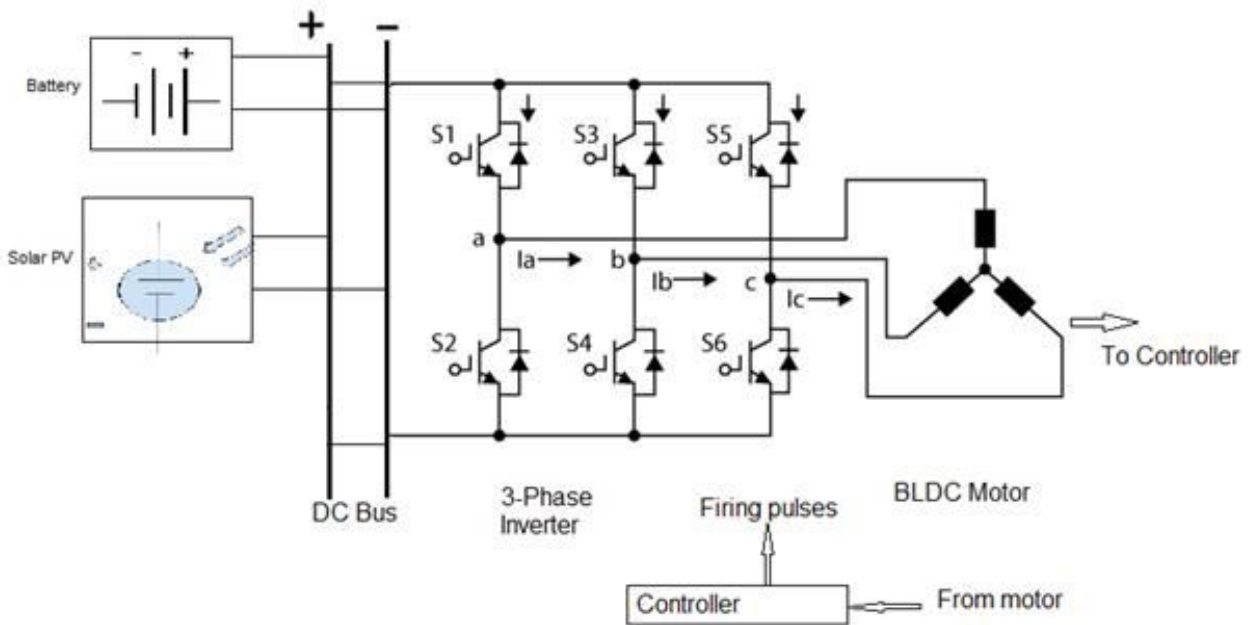 + −
Battery
− +
Solar PV
−
S1
S3
S5
a
Ia
b
Ib
c
Ic
S2
S4
S6
To Controller
DC Bus
3-Phase
Inverter
BLDC Motor
Firing pulses
Controller
From motor